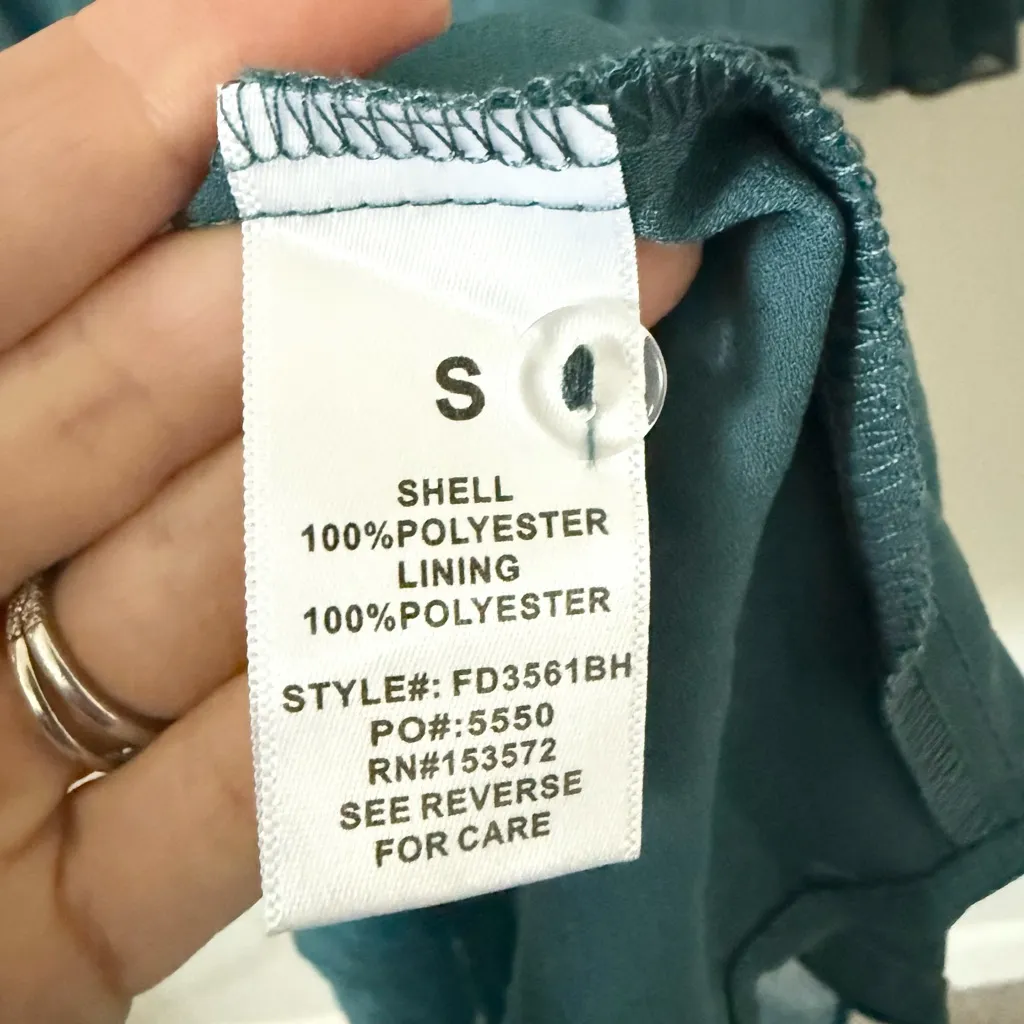 S
SHELL
100%POLYESTER
LINING
100%POLYESTER
STYLE#: FD3561BH
PO#:5550
RN#153572
SEE REVERSE
FOR CARE